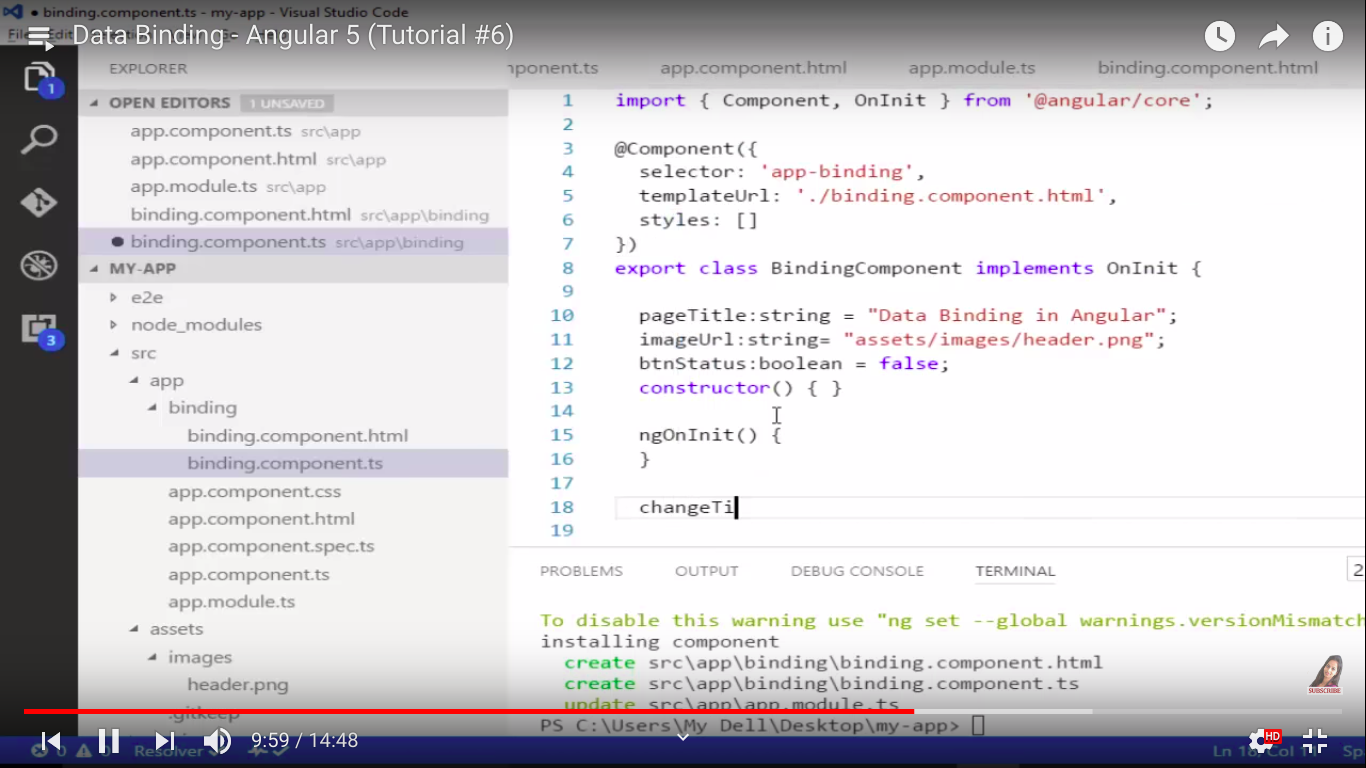 binding.component.ts - my-app - Visual Studio Code
File Edit
Data Binding - Angular 5 (Tutorial #6)
EXPLORER
nponent.ts app.component.html app.module.ts binding.component.html
1
OPEN EDITORS 1 UNSAVED
app.component.ts src\app
app.component.html src\app
app.module.ts src\app
binding.component.html src\app\binding
binding.component.ts src\app\binding
MY-APP
e2e
node_modules
3
src
app
binding
binding.component.html
binding.component.ts
app.component.css
app.component.html
app.component.spec.ts
app.component.ts
app.module.ts
assets
images
header.png
.gitkeep
1 import { Component, OnInit } from '@angular/core';
2
3 @Component({
4 selector: 'app-binding',
5 templateUrl: './binding.component.html',
6 styles: []
7 })
8 export class BindingComponent implements OnInit {
9
10 pageTitle:string = "Data Binding in Angular";
11 imageUrl:string= "assets/images/header.png";
12 btnStatus:boolean = false;
13 constructor() { }
14
15 ngOnInit() {
16 }
17
18 changeTi
19
PROBLEMS OUTPUT DEBUG CONSOLE TERMINAL 2
To disable this warning use "ng set --global warnings.versionMismatch
installing component
create src\app\binding\binding.component.html
create src\app\binding\binding.component.ts
update src\app\app.module.ts
PS C:\Users\My Dell\Desktop\my-app>
SUBSCRIBE
9:59 / 14:48
HD
0 Resolver
Ln 18, Col 11 Sp